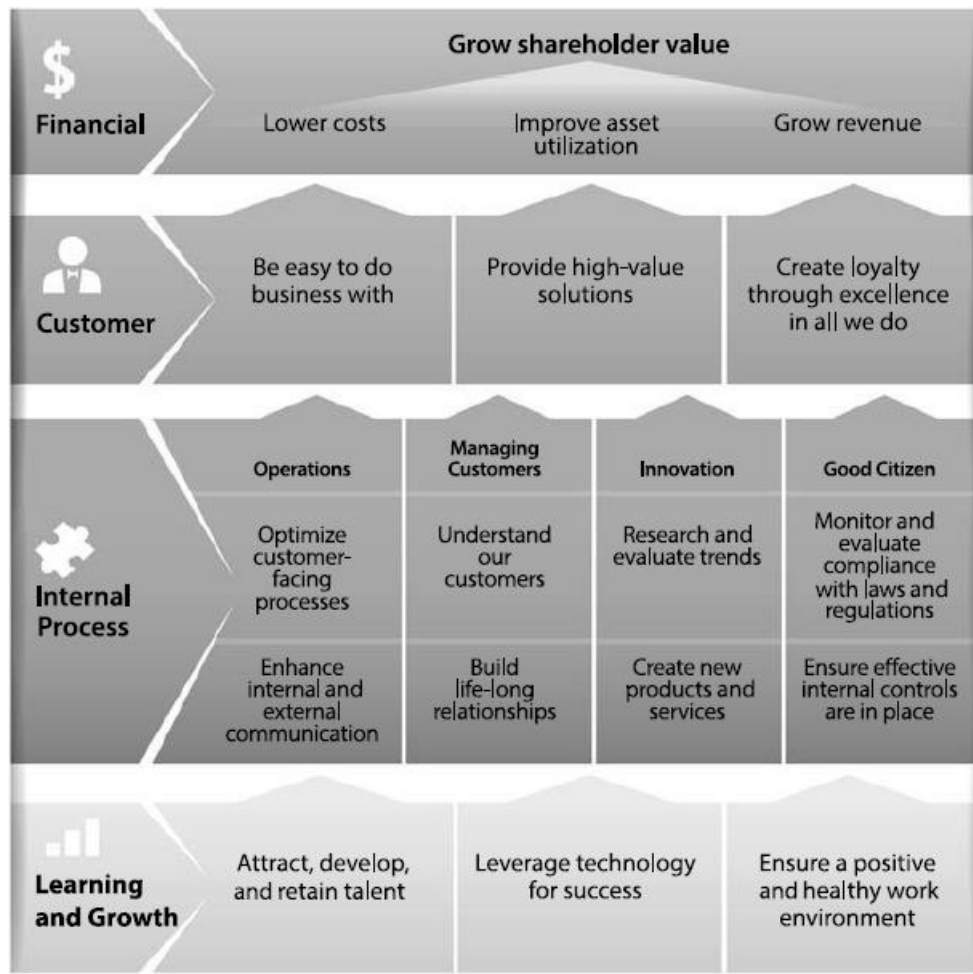 Financial
Grow shareholder value
Lower costs
Improve asset
utilization
Grow revenue
Customer
Be easy to do
business with
Provide high-value
solutions
Create loyalty
through excellence
in all we do
Internal
Process
Operations
Managing
Customers
Innovation
Good Citizen
Optimize
customer-
facing
processes
Understand
our
customers
Research and
evaluate trends
Monitor and
evaluate
compliance
with laws and
regulations
Enhance
internal and
external
communication
Build
life-long
relationships
Create new
products and
services
Ensure effective
internal controls
are in place
Learning
and Growth
Attract, develop,
and retain talent
Leverage technology
for success
Ensure a positive
and healthy work
environment